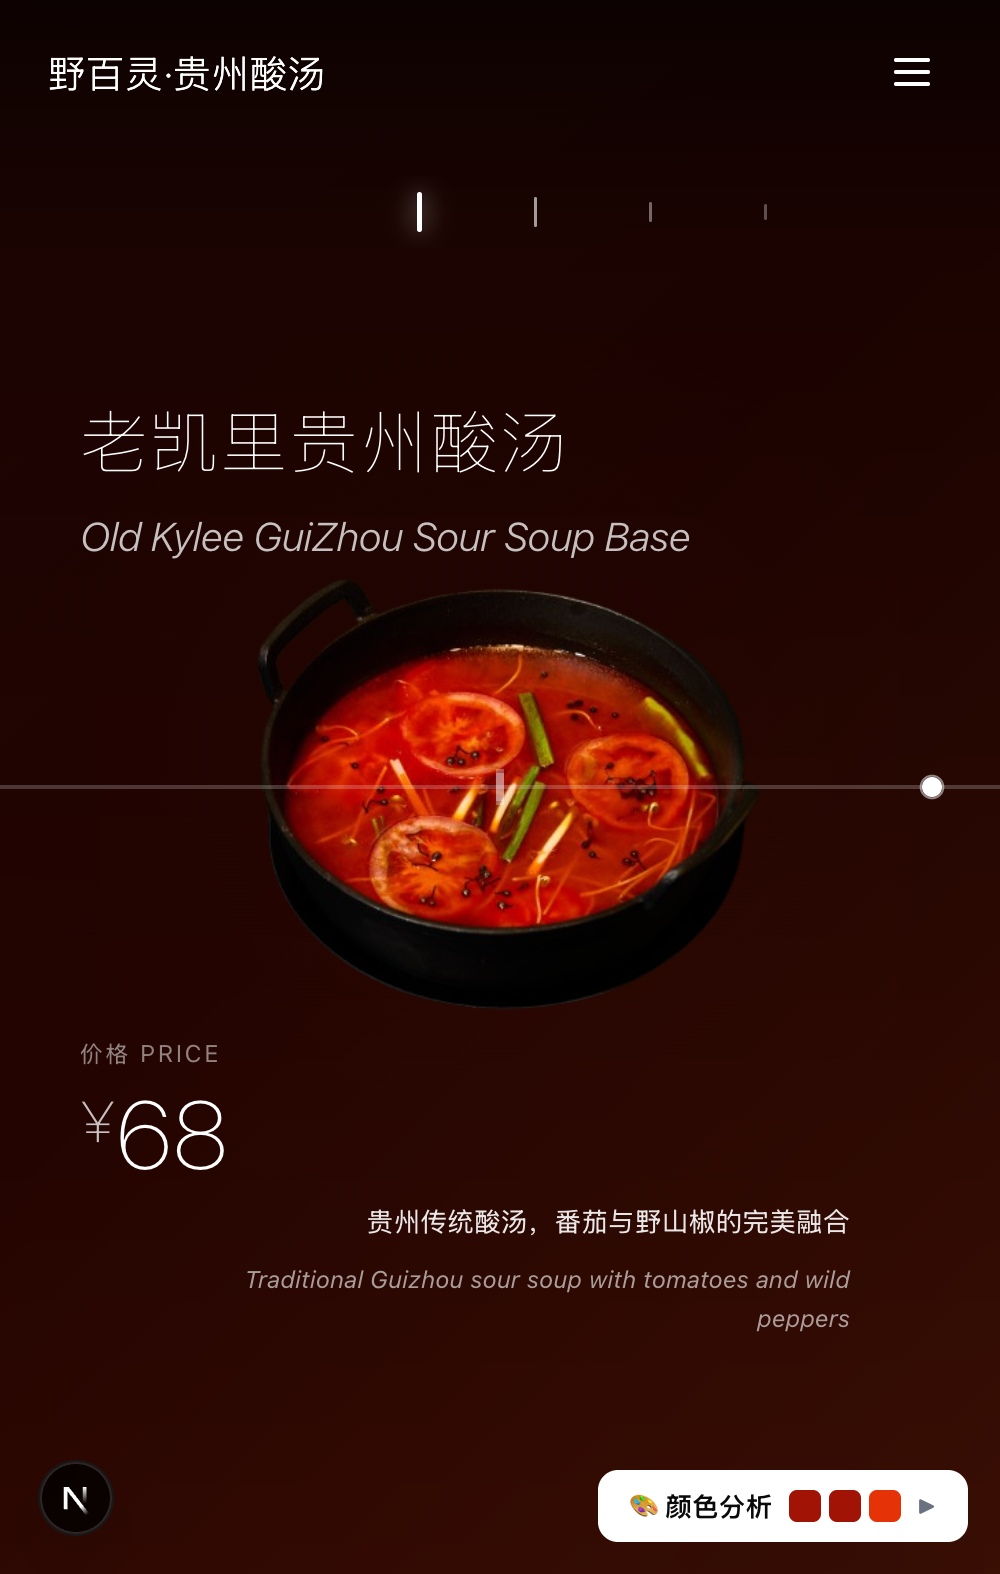 野百灵·贵州酸汤
老凯里贵州酸汤
Old Kylee GuiZhou Sour Soup Base
价格 PRICE
¥68
贵州传统酸汤，番茄与野山椒的完美融合
Traditional Guizhou sour soup with tomatoes and wild
peppers
N
颜色分析